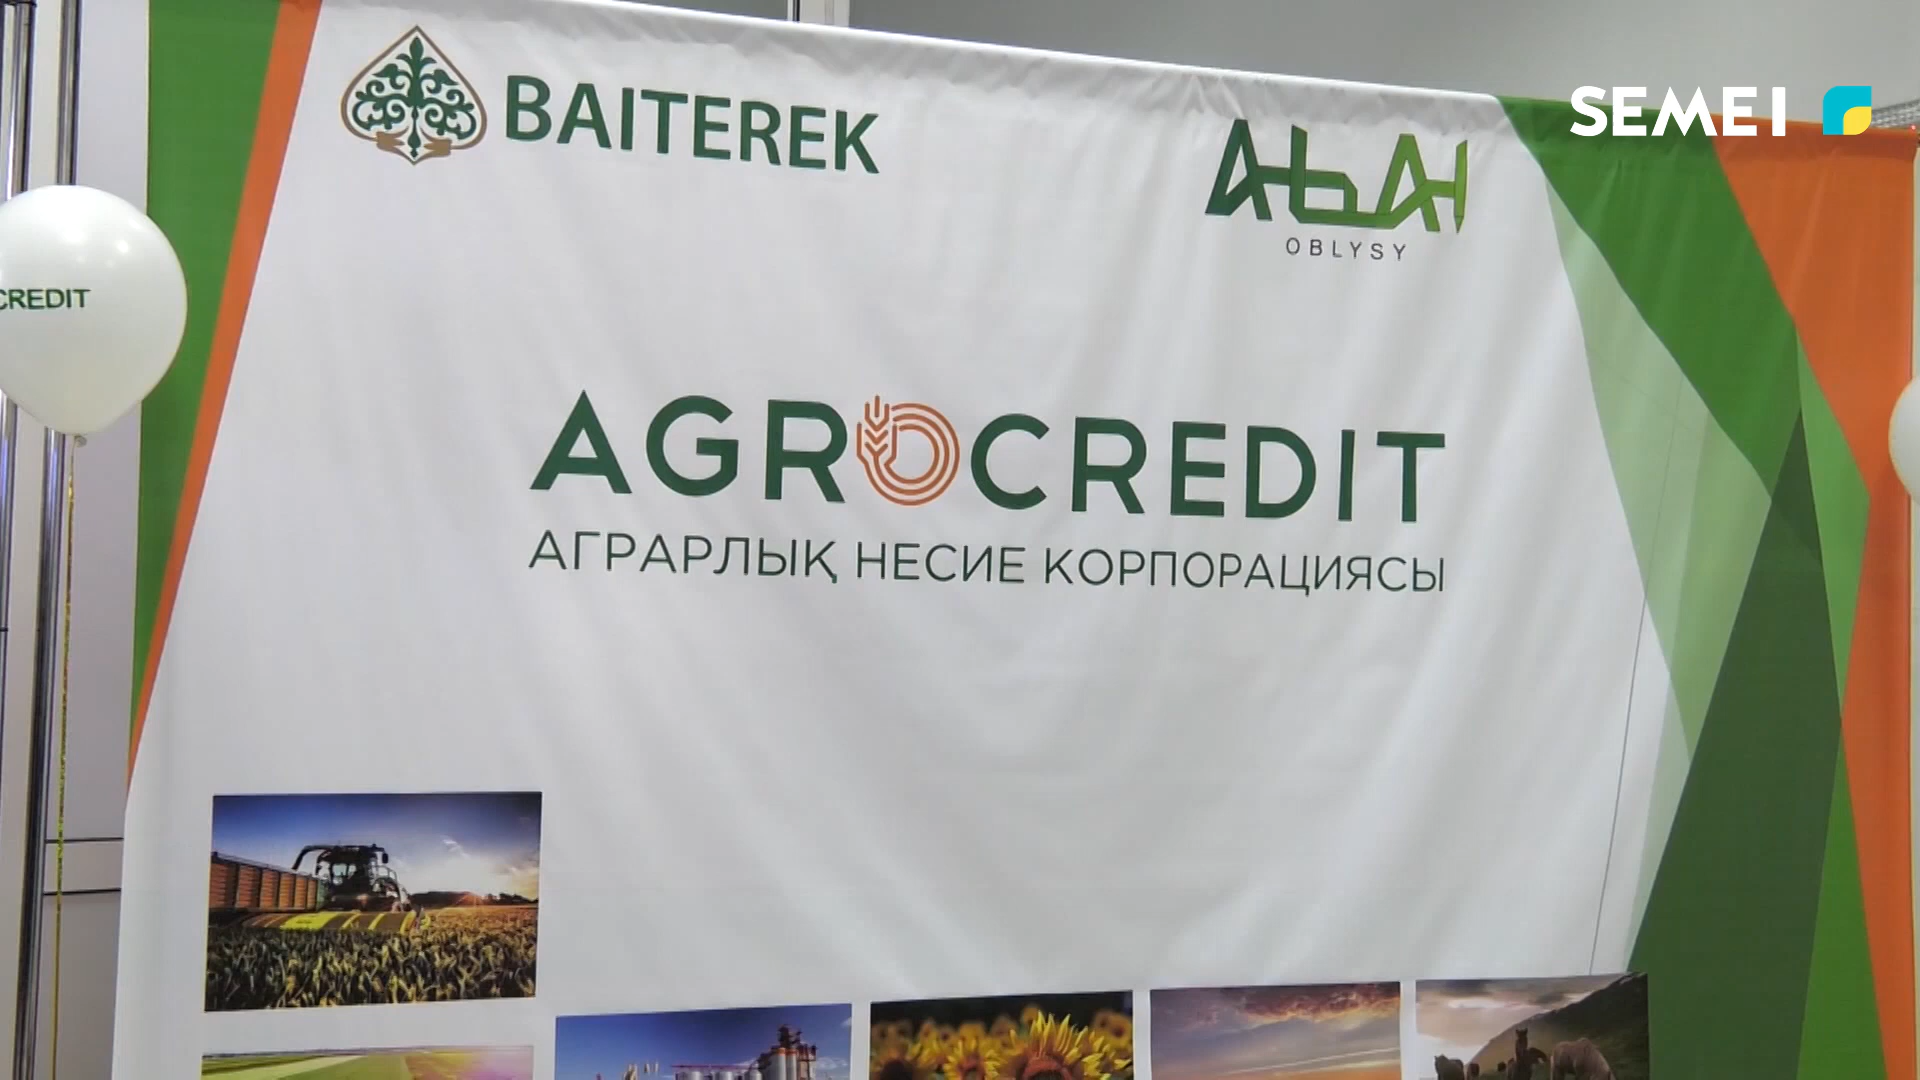 BAITEREK
SEMEI
ABAI
OBLYSY
CREDIT
AGROCREDIT
АГРАРЛЫҚ НЕСИЕ КОРПОРАЦИЯСЫ